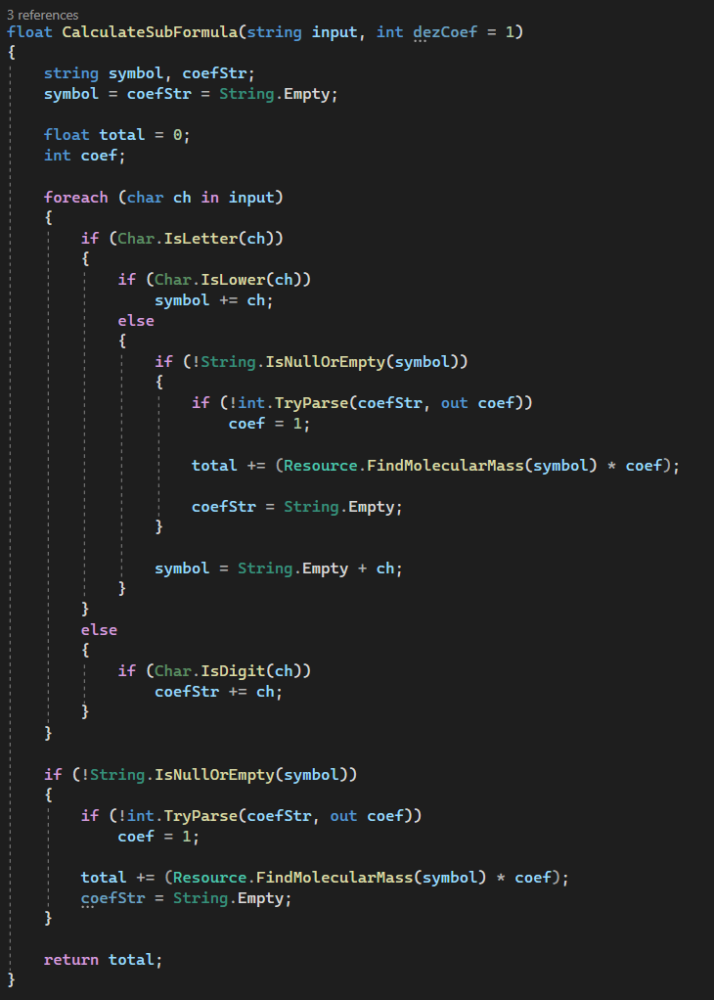 3 references
float CalculateSubFormula(string input, int dezCoef = 1)
{
    string symbol, coefStr;
    symbol = coefStr = String.Empty;

    float total = 0;
    int coef;

    foreach (char ch in input)
    {
        if (Char.IsLetter(ch))
        {
            if (Char.IsLower(ch))
                symbol += ch;
            else
            {
                if (!String.IsNullOrEmpty(symbol))
                {
                    if (!int.TryParse(coefStr, out coef))
                        coef = 1;

                    total += (Resource.FindMolecularMass(symbol) * coef);

                    coefStr = String.Empty;
                }

                symbol = String.Empty + ch;
            }
        }
        else
        {
            if (Char.IsDigit(ch))
                coefStr += ch;
        }
    }

    if (!String.IsNullOrEmpty(symbol))
    {
        if (!int.TryParse(coefStr, out coef))
            coef = 1;

        total += (Resource.FindMolecularMass(symbol) * coef);
        coefStr = String.Empty;
    }

    return total;
}